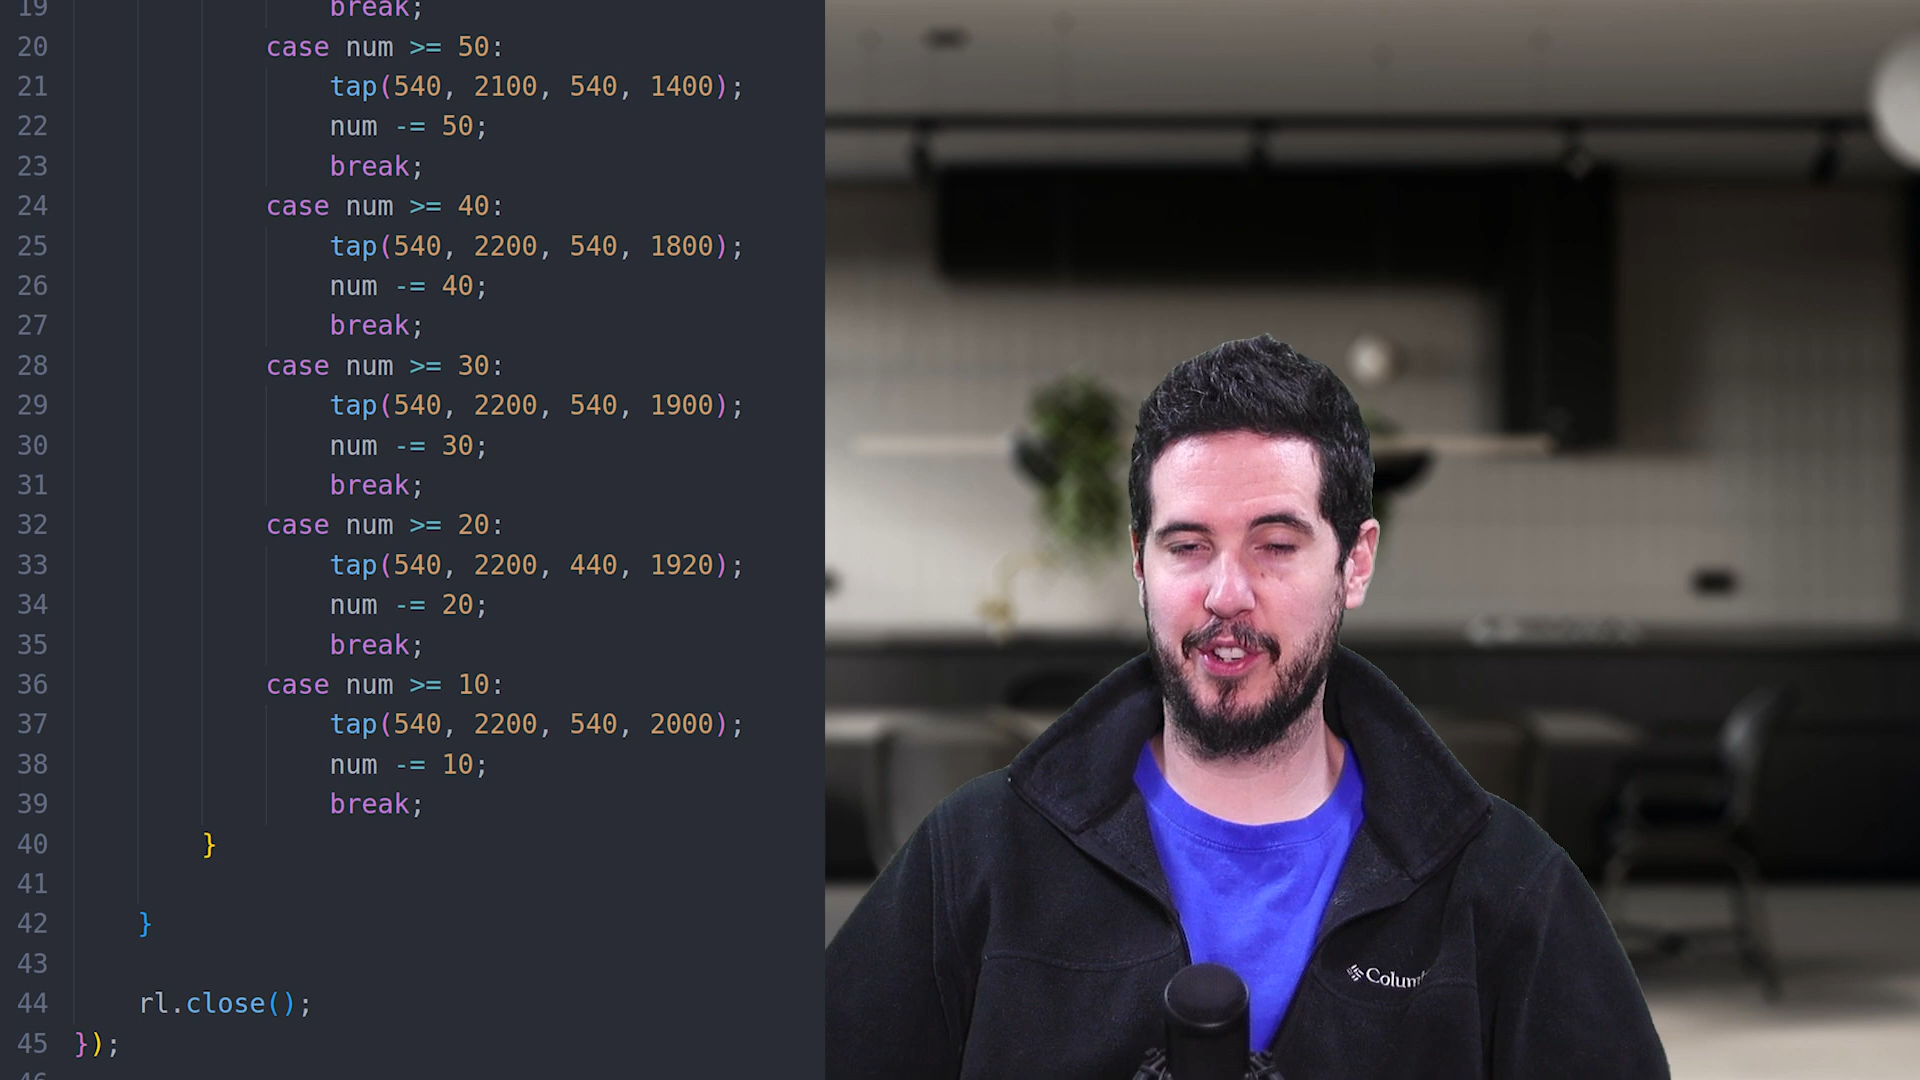 19 break;
20 case num >= 50:
21 tap(540, 2100, 540, 1400);
22 num -= 50;
23 break;
24 case num >= 40:
25 tap(540, 2200, 540, 1800);
26 num -= 40;
27 break;
28 case num >= 30:
29 tap(540, 2200, 540, 1900);
30 num -= 30;
31 break;
32 case num >= 20:
33 tap(540, 2200, 440, 1920);
34 num -= 20;
35 break;
36 case num >= 10:
37 tap(540, 2200, 540, 2000);
38 num -= 10;
39 break;
40 }
41
42 }
43
44 rl.close();
45 });
46
Colum